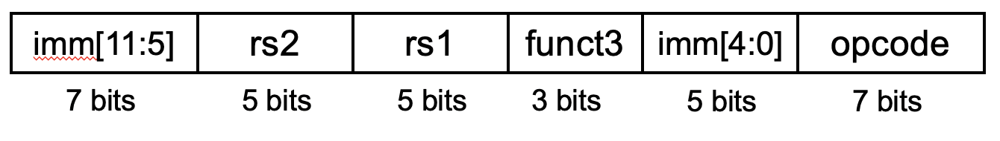 imm[11:5] rs2 rs1 funct3 imm[4:0] opcode
7 bits 5 bits 5 bits 3 bits 5 bits 7 bits